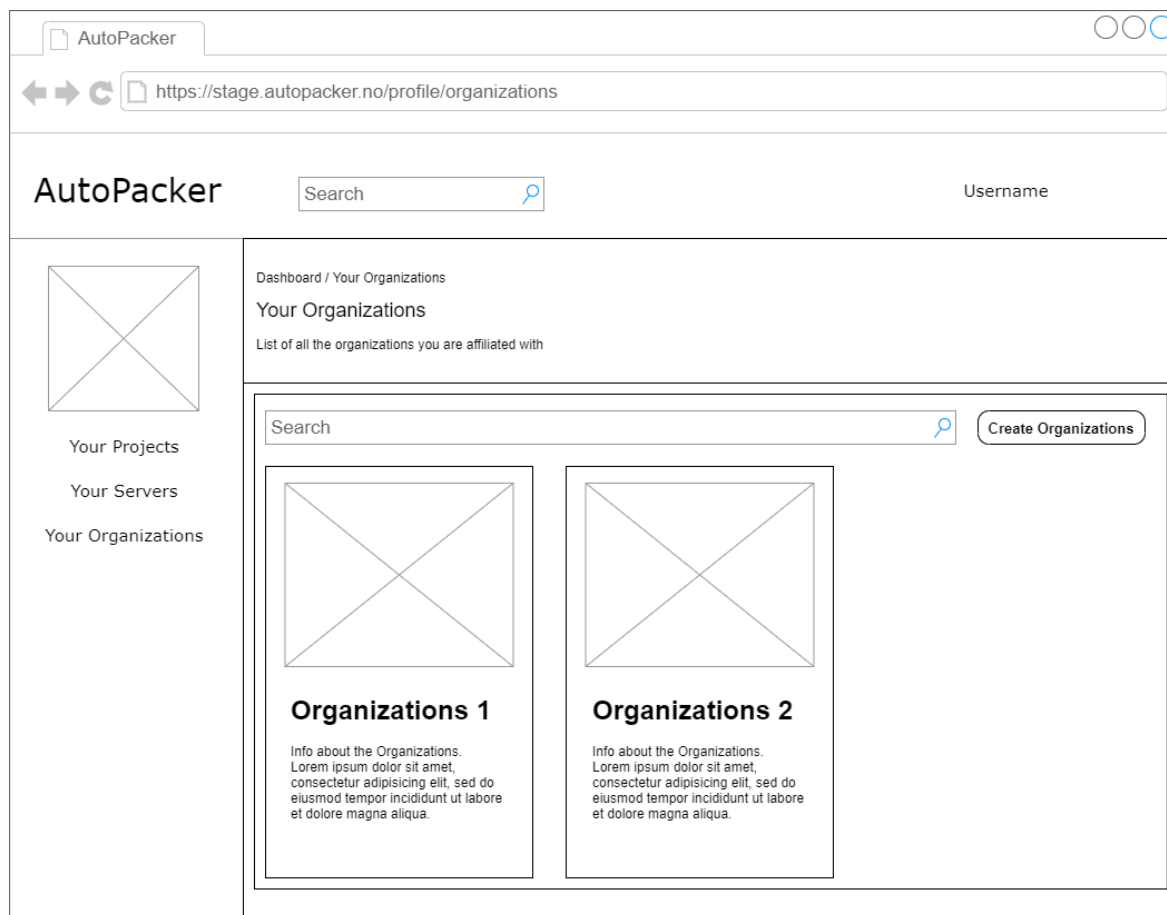 AutoPacker
https://stage.autopacker.no/profile/organizations
AutoPacker
Search
Username
Your Projects
Your Servers
Your Organizations
Dashboard / Your Organizations
Your Organizations
List of all the organizations you are affiliated with
Search
Create Organizations
Organizations 1
Info about the Organizations.
Lorem ipsum dolor sit amet,
consectetur adipisicing elit, sed do
eiusmod tempor incididunt ut labore
et dolore magna aliqua.
Organizations 2
Info about the Organizations.
Lorem ipsum dolor sit amet,
consectetur adipisicing elit, sed do
eiusmod tempor incididunt ut labore
et dolore magna aliqua.